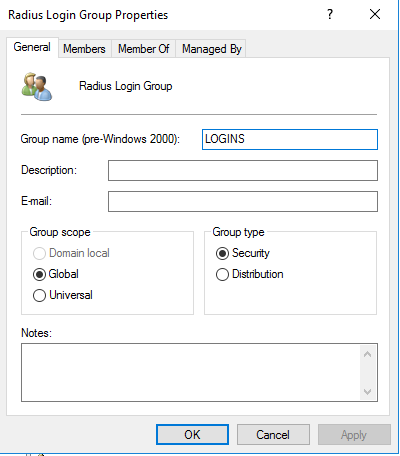 Radius Login Group Properties
General Members Member Of Managed By
Radius Login Group
Group name (pre-Windows 2000): LOGINS
Description:
E-mail:
Group scope Group type
Domain local Security
Global Distribution
Universal
Notes:
OK Cancel Apply